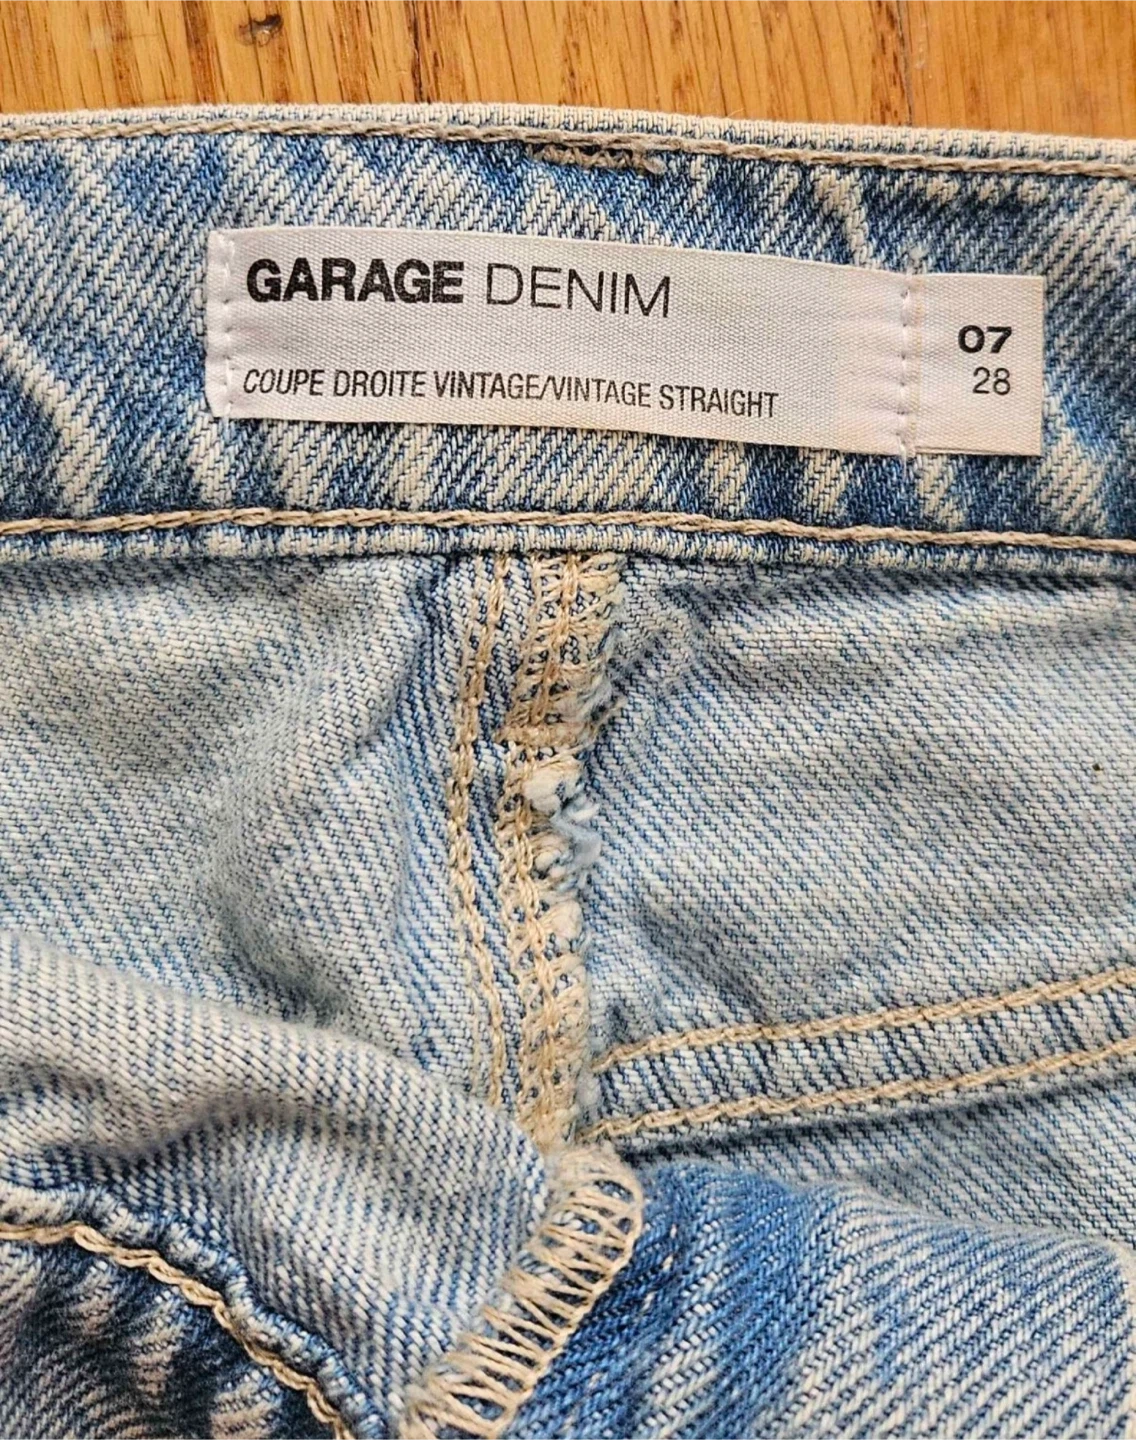 GARAGE DENIM
COUPE DROITE VINTAGE/VINTAGE STRAIGHT
07
28